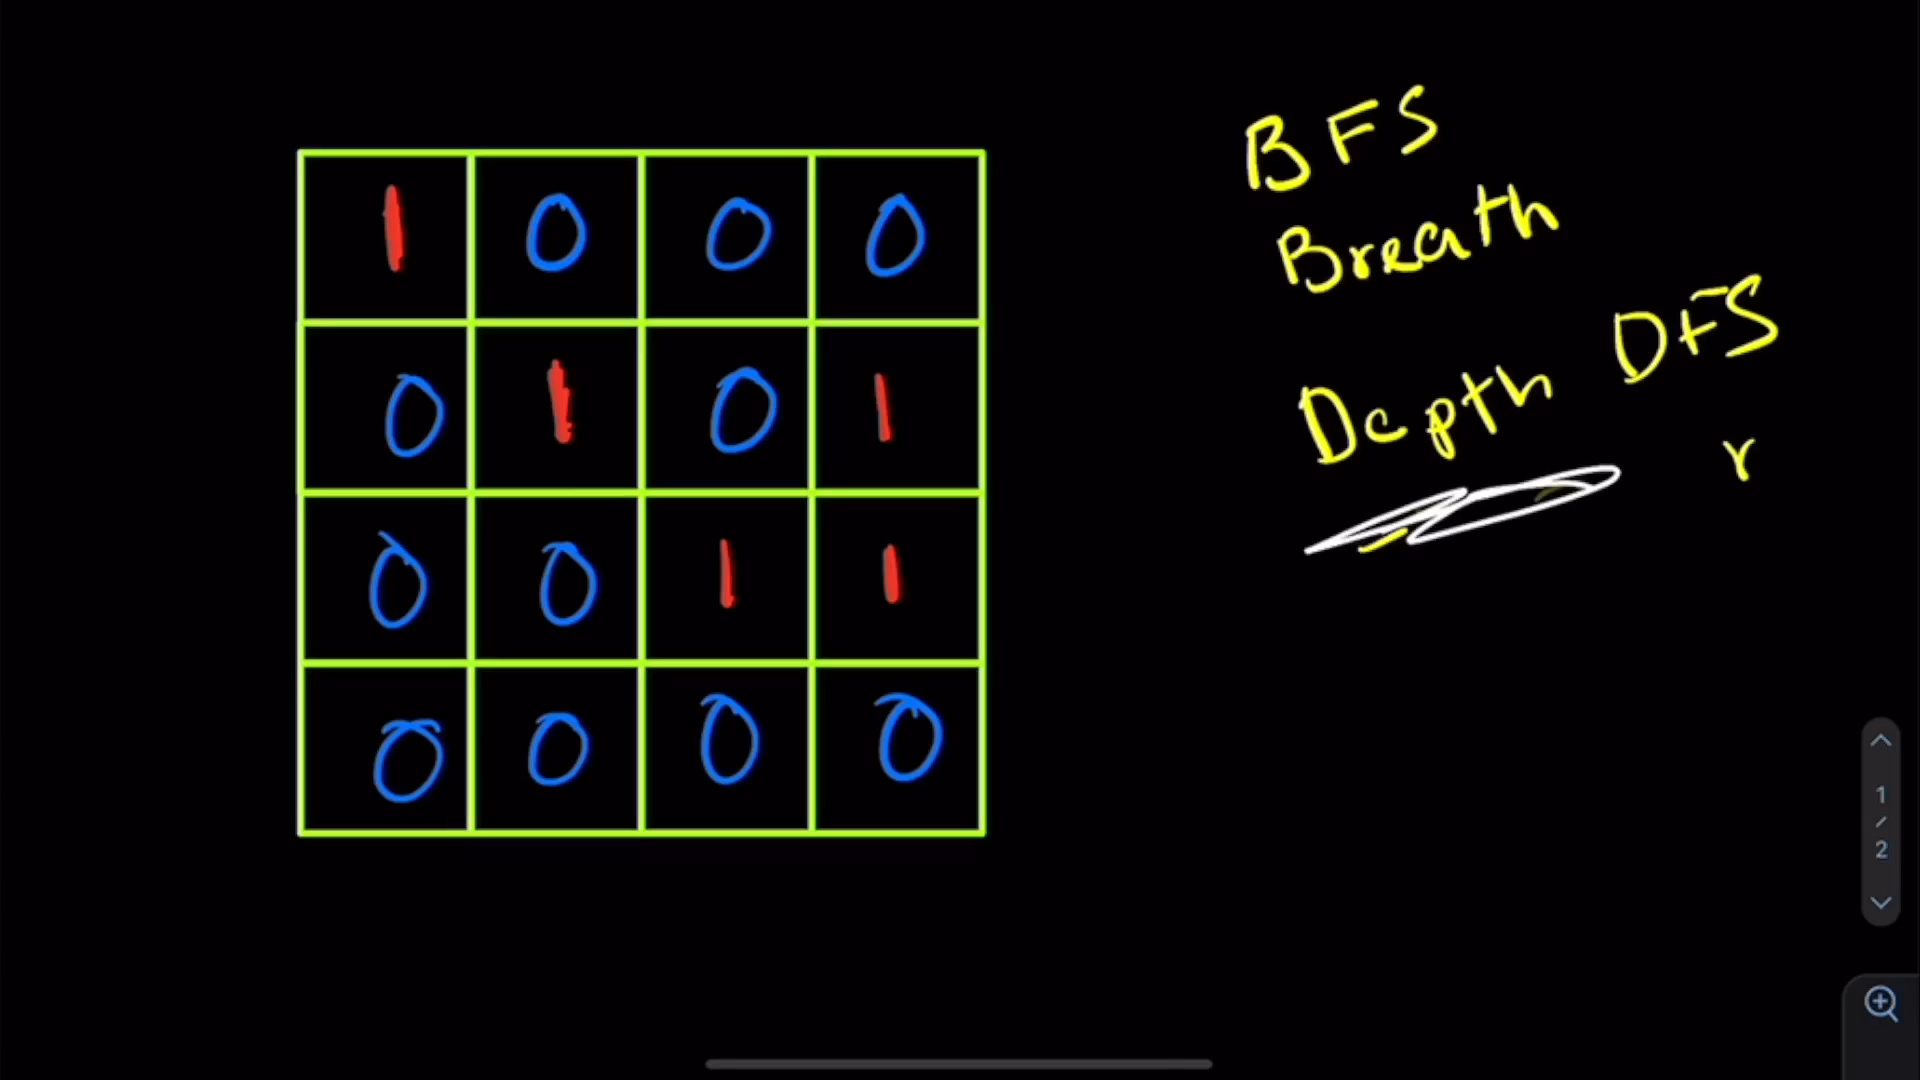 1 0 0 0
0 1 0 1
0 0 1 1
0 0 0 0
BFS
Breath
DFS
Depth
r
1
/
2